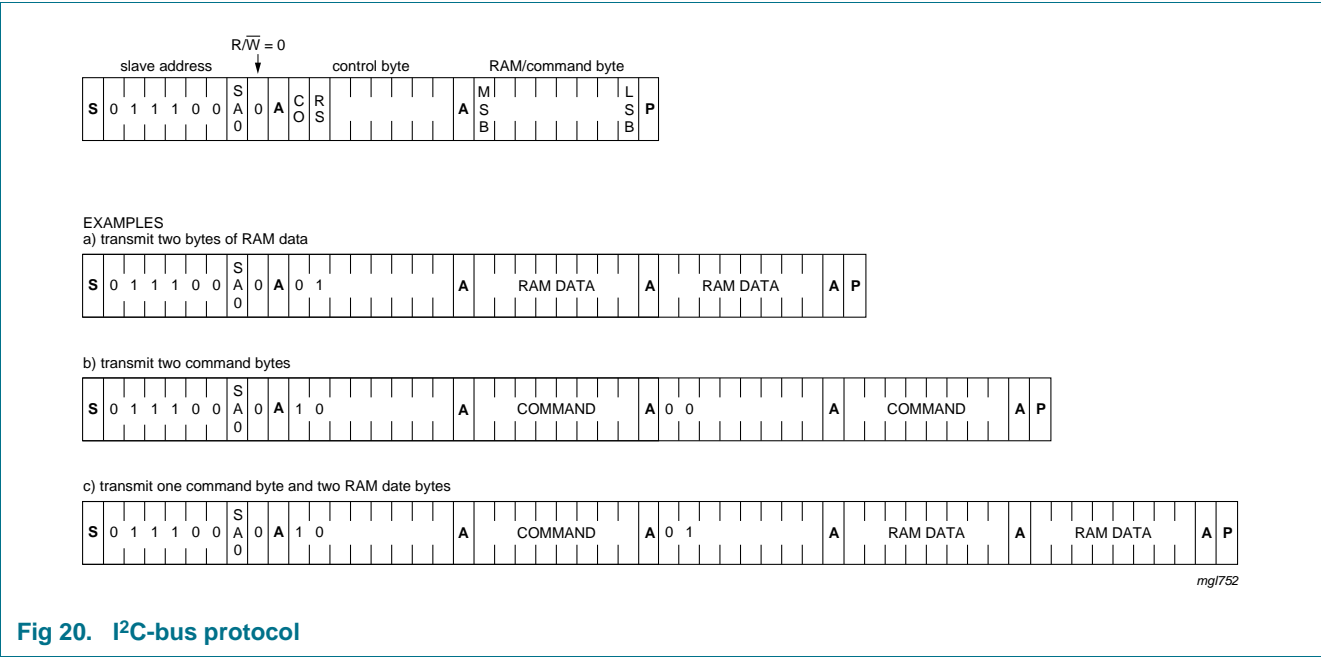 R/W̅ = 0
slave address control byte RAM/command byte
S 0 1 1 1 0 0 SA0 0 A CO RS A MSB LSB P
EXAMPLES
a) transmit two bytes of RAM data
S 0 1 1 1 0 0 SA0 0 A 0 1 A RAM DATA A RAM DATA A P
b) transmit two command bytes
S 0 1 1 1 0 0 SA0 0 A 1 0 A COMMAND A 0 0 A COMMAND A P
c) transmit one command byte and two RAM date bytes
S 0 1 1 1 0 0 SA0 0 A 1 0 A COMMAND A 0 1 A RAM DATA A RAM DATA A P
mgl752
Fig 20. I²C-bus protocol